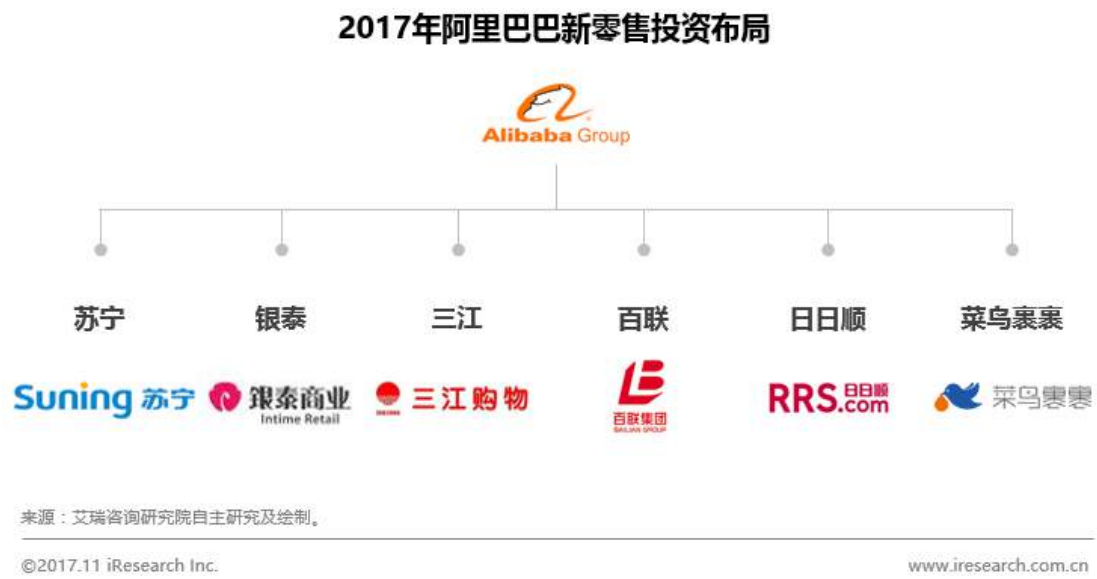 2017年阿里巴巴新零售投资布局
Alibaba Group
苏宁 银泰 三江 百联 日日顺 菜鸟裹裹
Suning 苏宁
银泰商业
Intime Retail
三江购物
百联集团
BAILIAN GROUP
RRS.com 日日顺
菜鸟裹裹
来源：艾瑞咨询研究院自主研究及绘制。
©2017.11 iResearch Inc. www.iresearch.com.cn